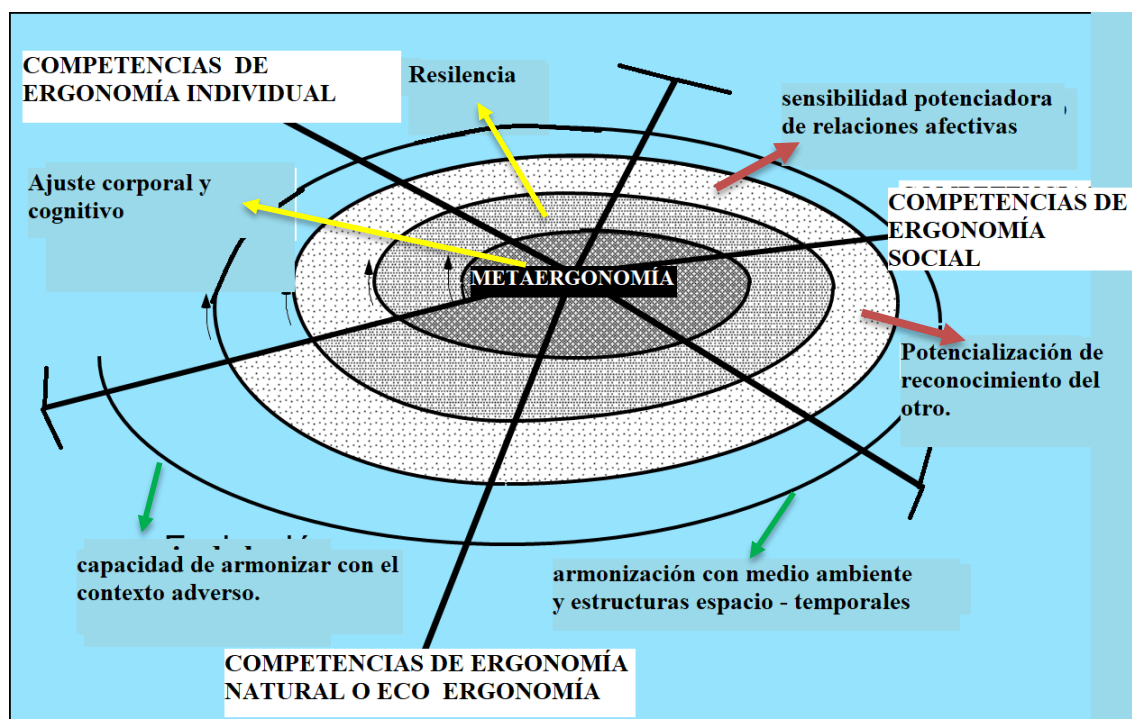 COMPETENCIAS DE
ERGONOMÍA INDIVIDUAL
Resilencia
sensibilidad potenciadora
de relaciones afectivas
Ajuste corporal y
cognitivo
COMPETENCIAS DE
ERGONOMÍA
SOCIAL
METAERGONOMÍA
Potencialización de
reconocimiento del
otro.
capacidad de armonizar con el
contexto adverso.
armonización con medio ambiente
y estructuras espacio - temporales
COMPETENCIAS DE ERGONOMÍA
NATURAL O ECO ERGONOMÍA